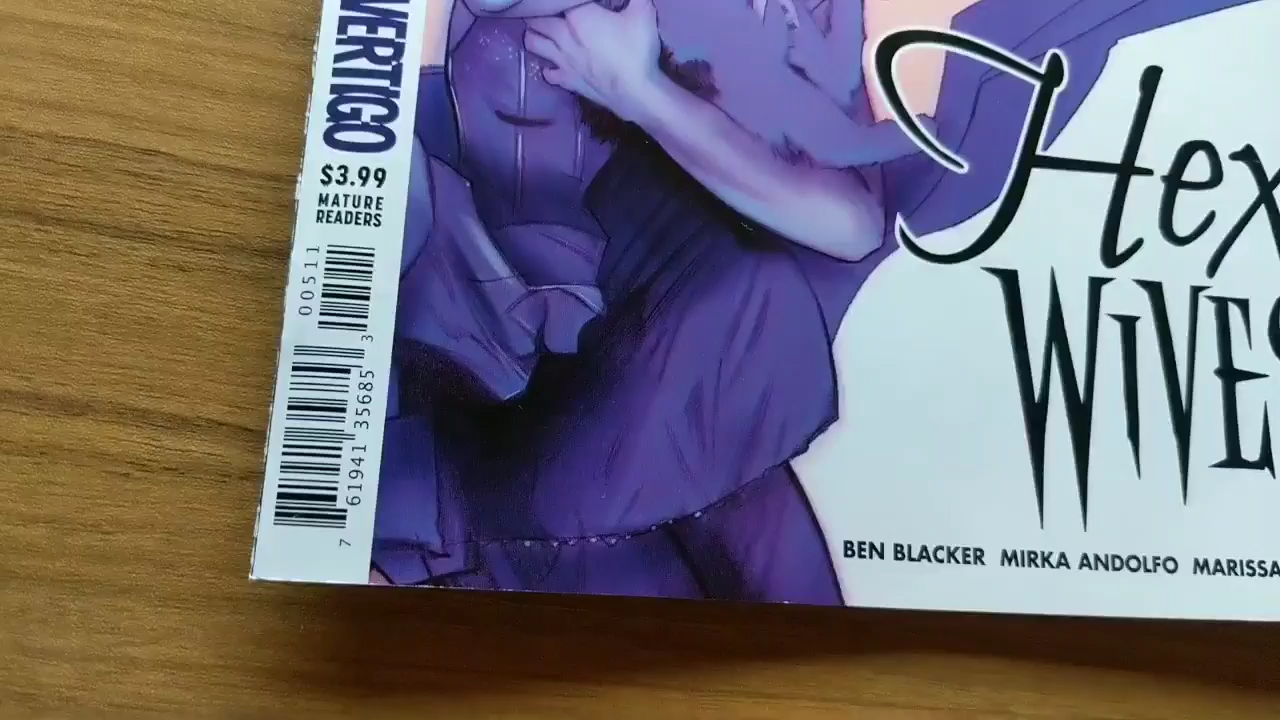 VERTIGO
$3.99
MATURE
READERS
00511
7 61941 35685 3
Hex
WIVES
BEN BLACKER MIRKA ANDOLFO MARISSA